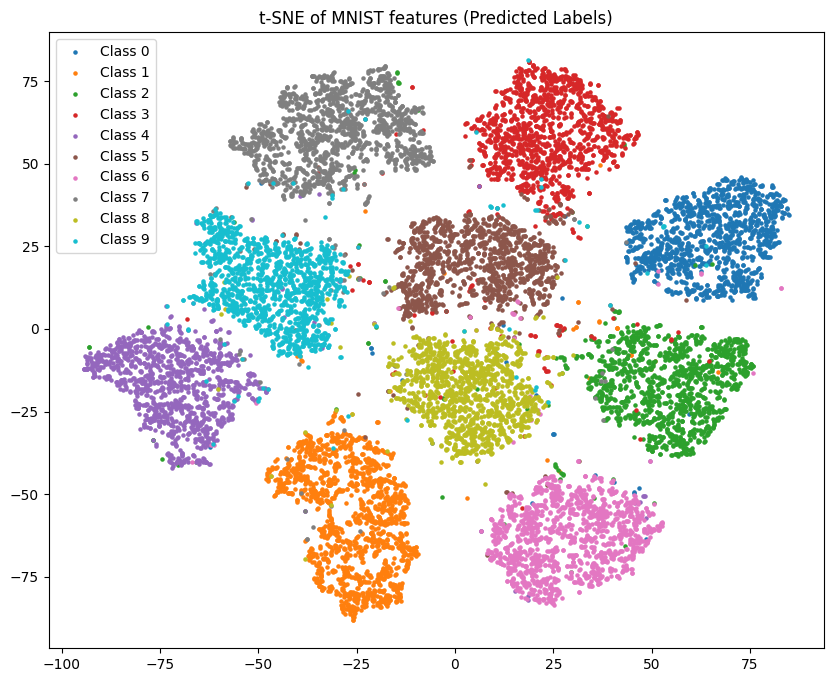 t-SNE of MNIST features (Predicted Labels)
Class 0
Class 1
Class 2
Class 3
Class 4
Class 5
Class 6
Class 7
Class 8
Class 9
75
50
25
0
−25
−50
−75
−100 −75 −50 −25 0 25 50 75